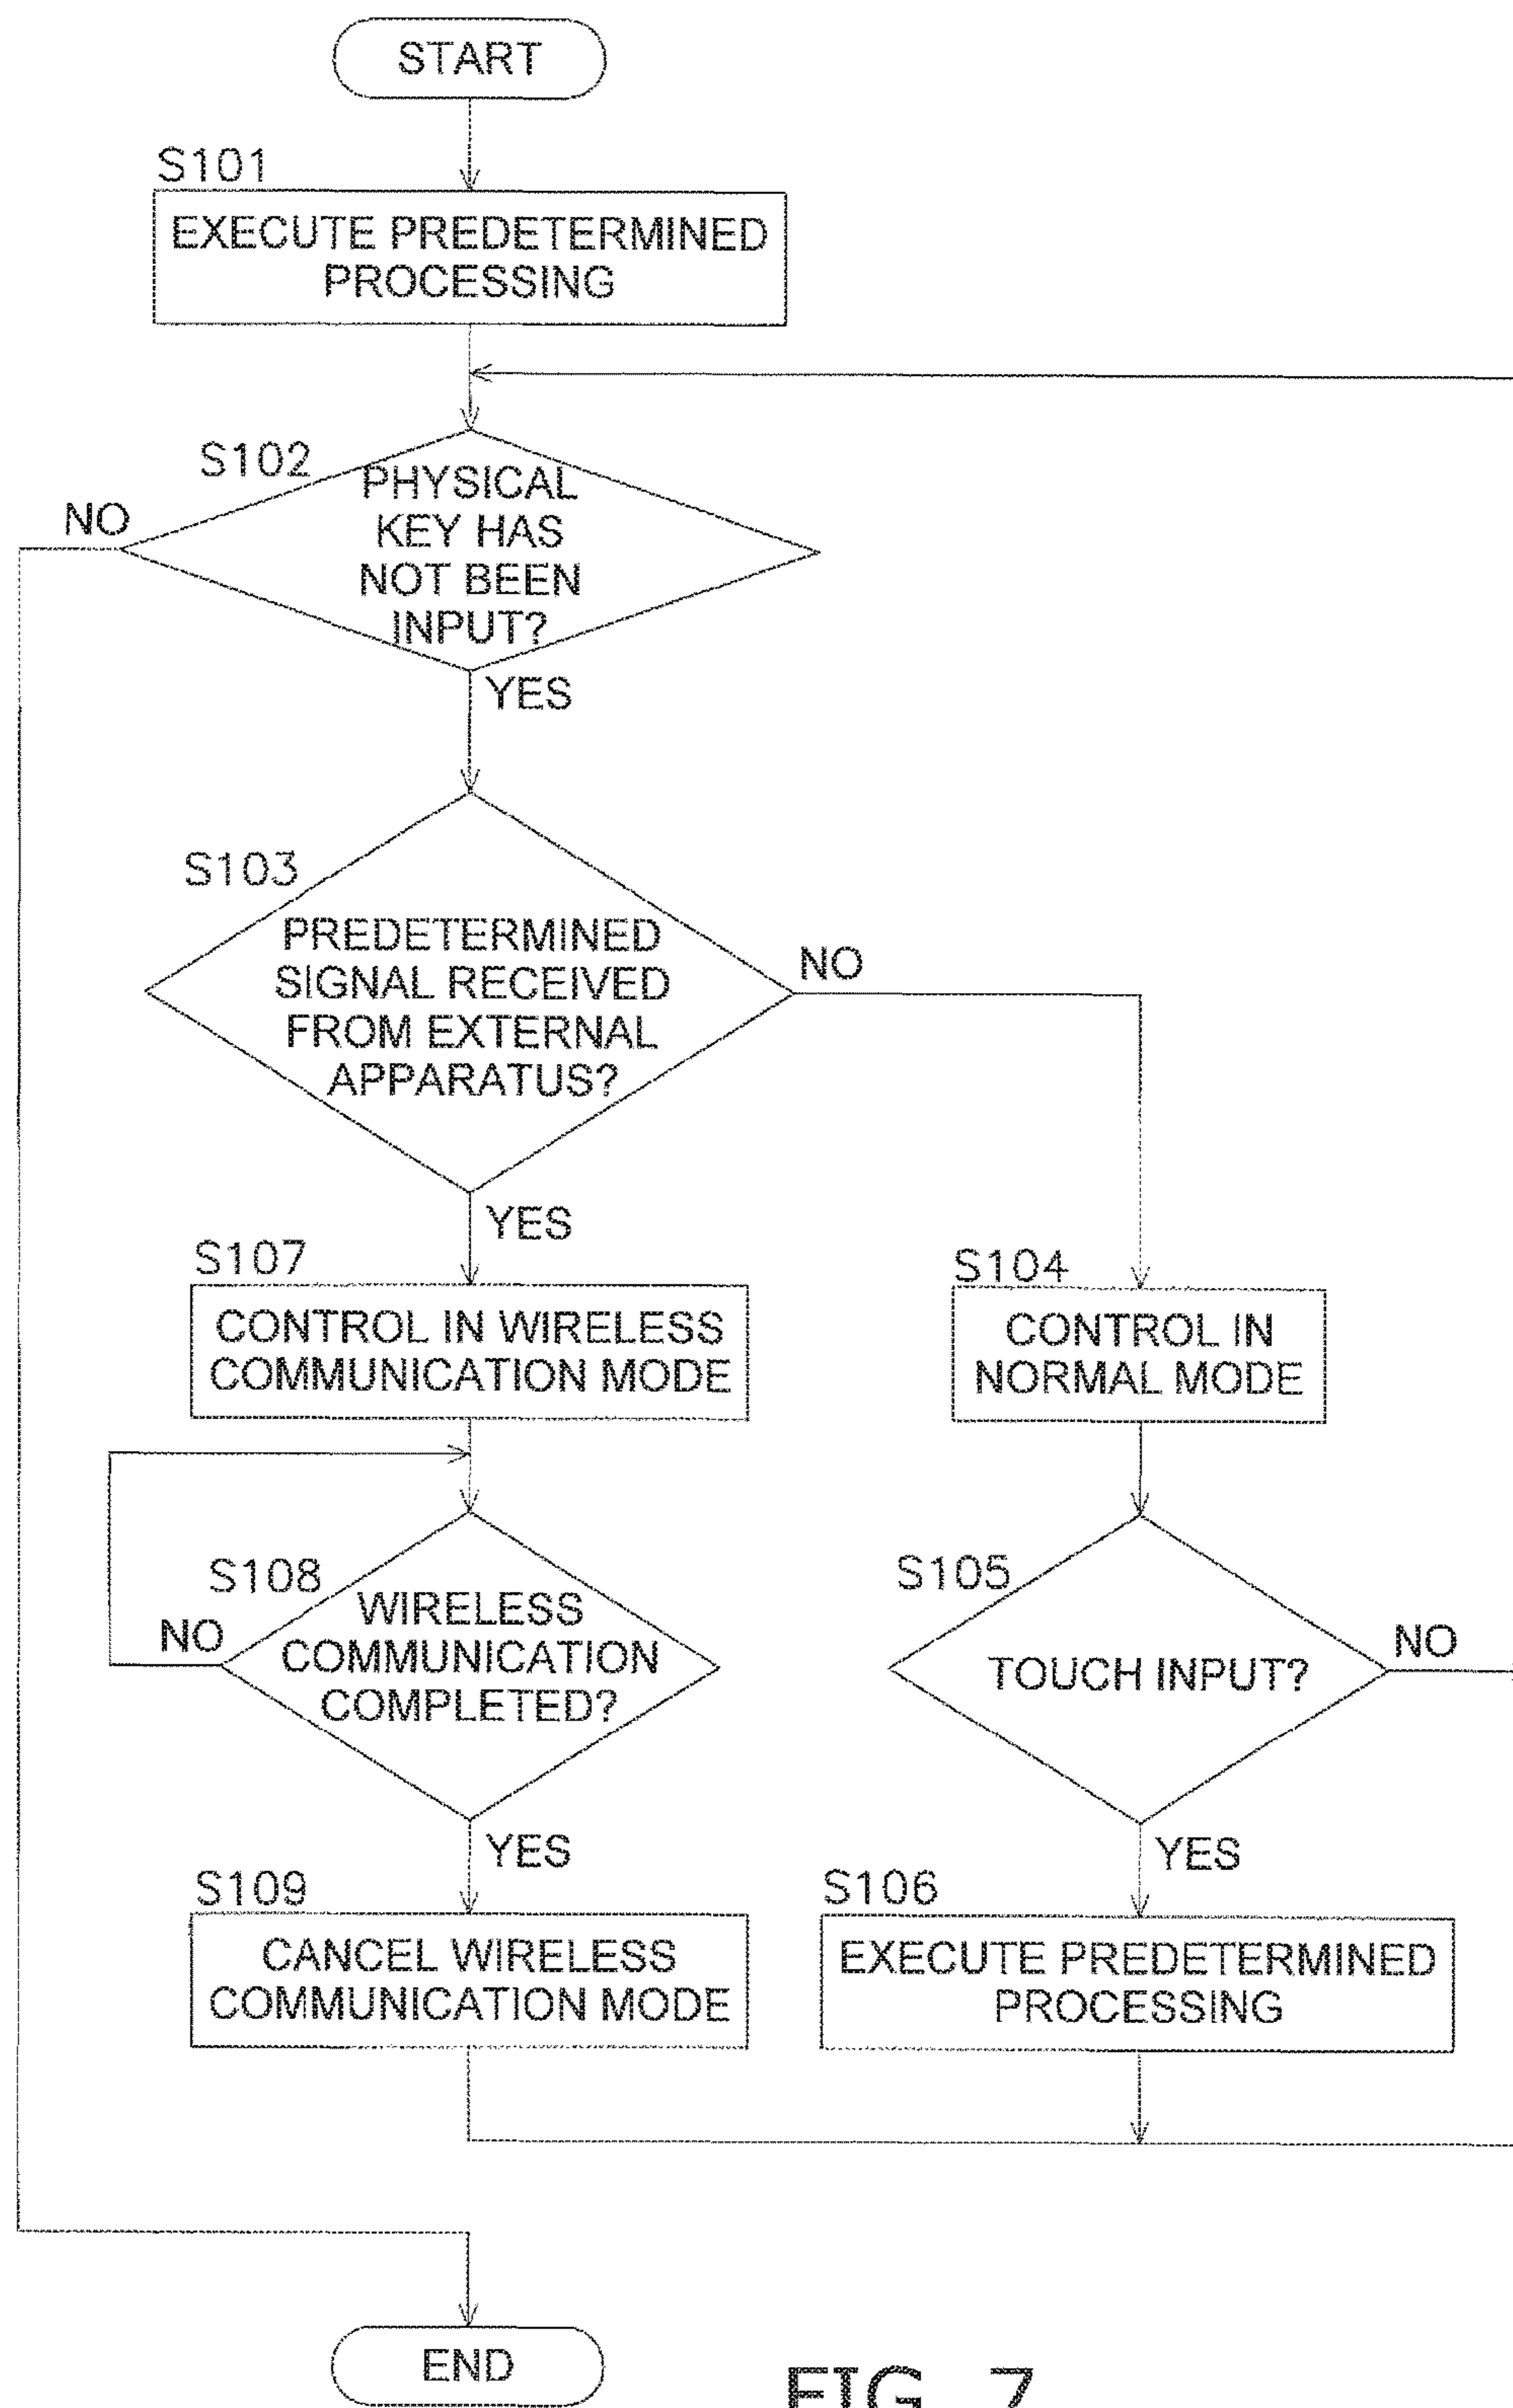 START
S101
EXECUTE PREDETERMINED
PROCESSING
S102
PHYSICAL
KEY HAS
NOT BEEN
INPUT?
NO
YES
S103
PREDETERMINED
SIGNAL RECEIVED
FROM EXTERNAL
APPARATUS?
NO
YES
S107
CONTROL IN WIRELESS
COMMUNICATION MODE
S104
CONTROL IN
NORMAL MODE
S108
WIRELESS
COMMUNICATION
COMPLETED?
NO
YES
S105
TOUCH INPUT?
NO
YES
S109
CANCEL WIRELESS
COMMUNICATION MODE
S106
EXECUTE PREDETERMINED
PROCESSING
END
FIG. 7